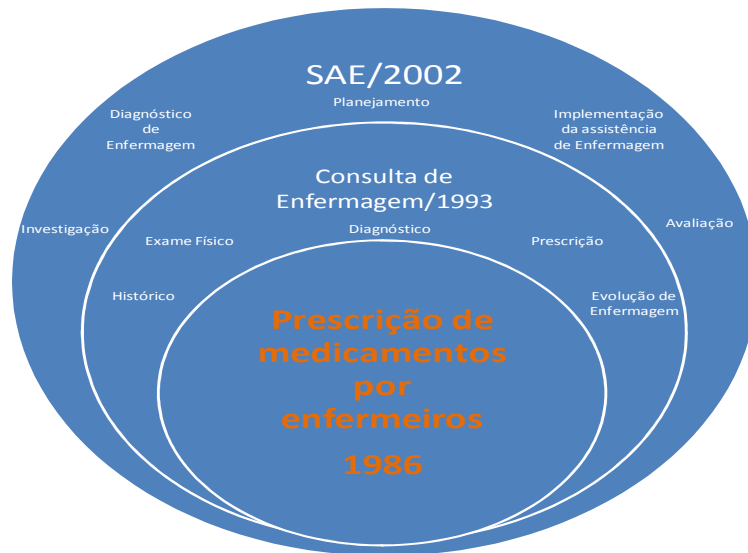 SAE/2002
Planejamento
Diagnóstico
de
Enfermagem
Implementação
da assistência
de Enfermagem
Investigação
Avaliação
Consulta de
Enfermagem/1993
Diagnóstico
Exame Físico
Prescrição
Histórico
Evolução de
Enfermagem
Prescrição de
medicamentos
por
enfermeiros
1986